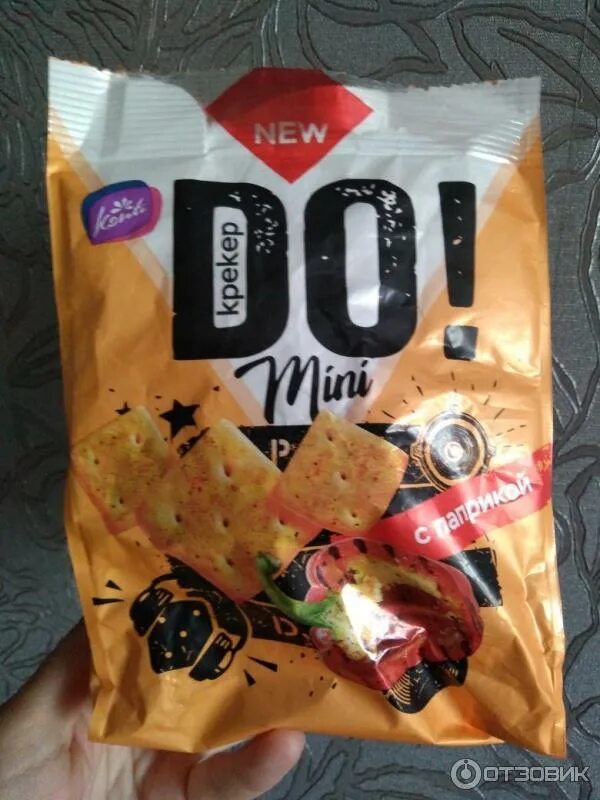 NEW
Konti
крекер
DO!
Mini
с паприкой
ОТЗОВИК